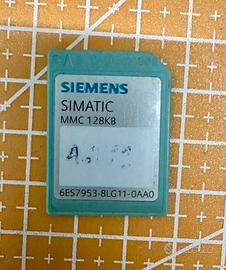 SIEMENS
SIMATIC
MMC 128KB
6ES7953-8LG11-0AA0